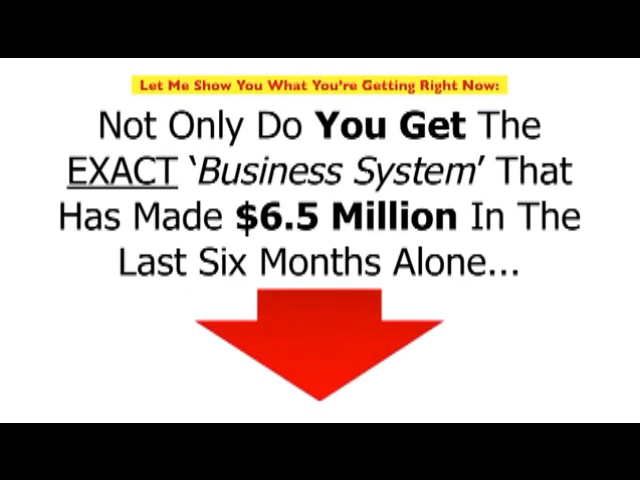 Let Me Show You What You're Getting Right Now:
Not Only Do You Get The
EXACT ‘Business System’ That
Has Made $6.5 Million In The
Last Six Months Alone...